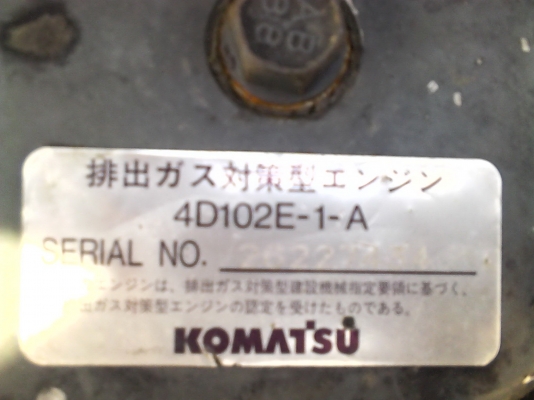 排出ガス対策型エンジン
4D102E-1-A
SERIAL NO.
エンジンは、排出ガス対策型建設機械指定要領に基づく、
出ガス対策型エンジンの認定を受けたものである。
KOMATSU